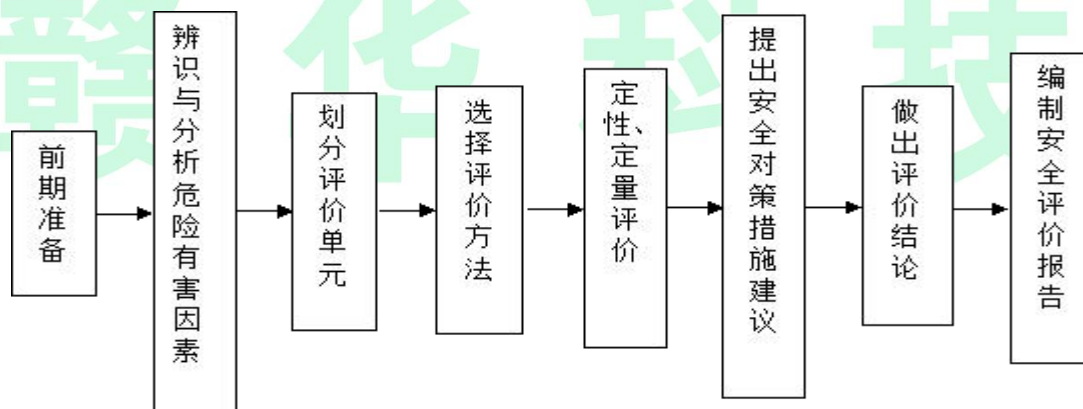 赣华科技
前期准备
辨识与分析危险有害因素
划分评价单元
选择评价方法
定性、定量评价
提出安全对策措施建议
做出评价结论
编制安全评价报告